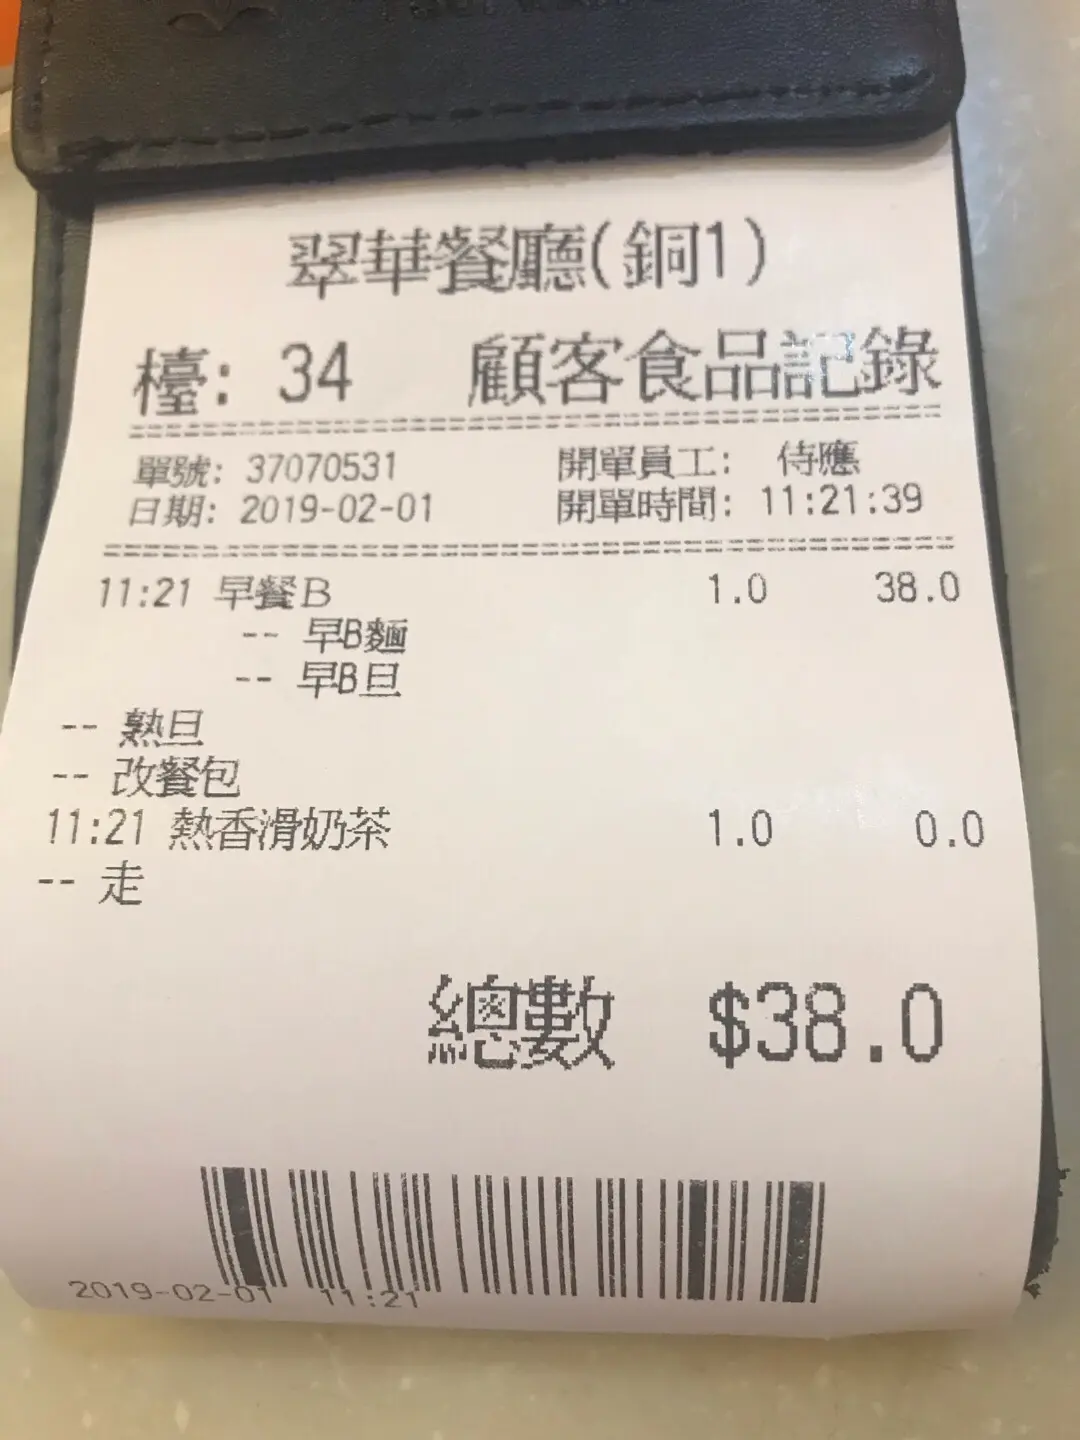 翠華餐廳(銅1)
檯: 34 顧客食品記錄
單號: 37070531 開單員工: 侍應
日期: 2019-02-01 開單時間: 11:21:39
11:21 早餐B 1.0 38.0
-- 早B麵
-- 早B旦
-- 熟旦
-- 改餐包
11:21 熱香滑奶茶 1.0 0.0
-- 走
總數 $38.0
2019-02-01 11:21